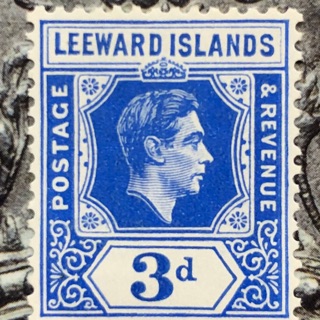 LEEWARD ISLANDS
POSTAGE
& REVENUE
3d